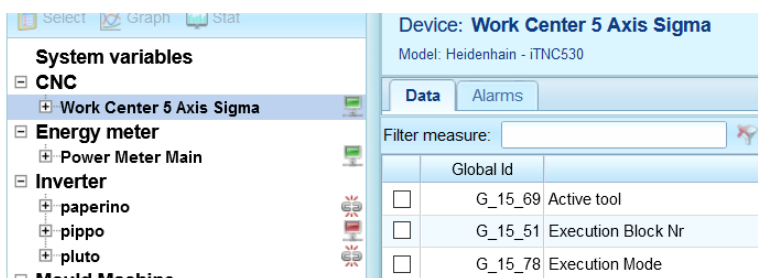 Select Graph Stat
System variables
CNC
Work Center 5 Axis Sigma
Energy meter
Power Meter Main
Inverter
paperino
pippo
pluto
Mould Machine
Device: Work Center 5 Axis Sigma
Model: Heidenhain - iTNC530
Data Alarms
Filter measure:
Global Id
G_15_69 Active tool
G_15_51 Execution Block Nr
G_15_78 Execution Mode